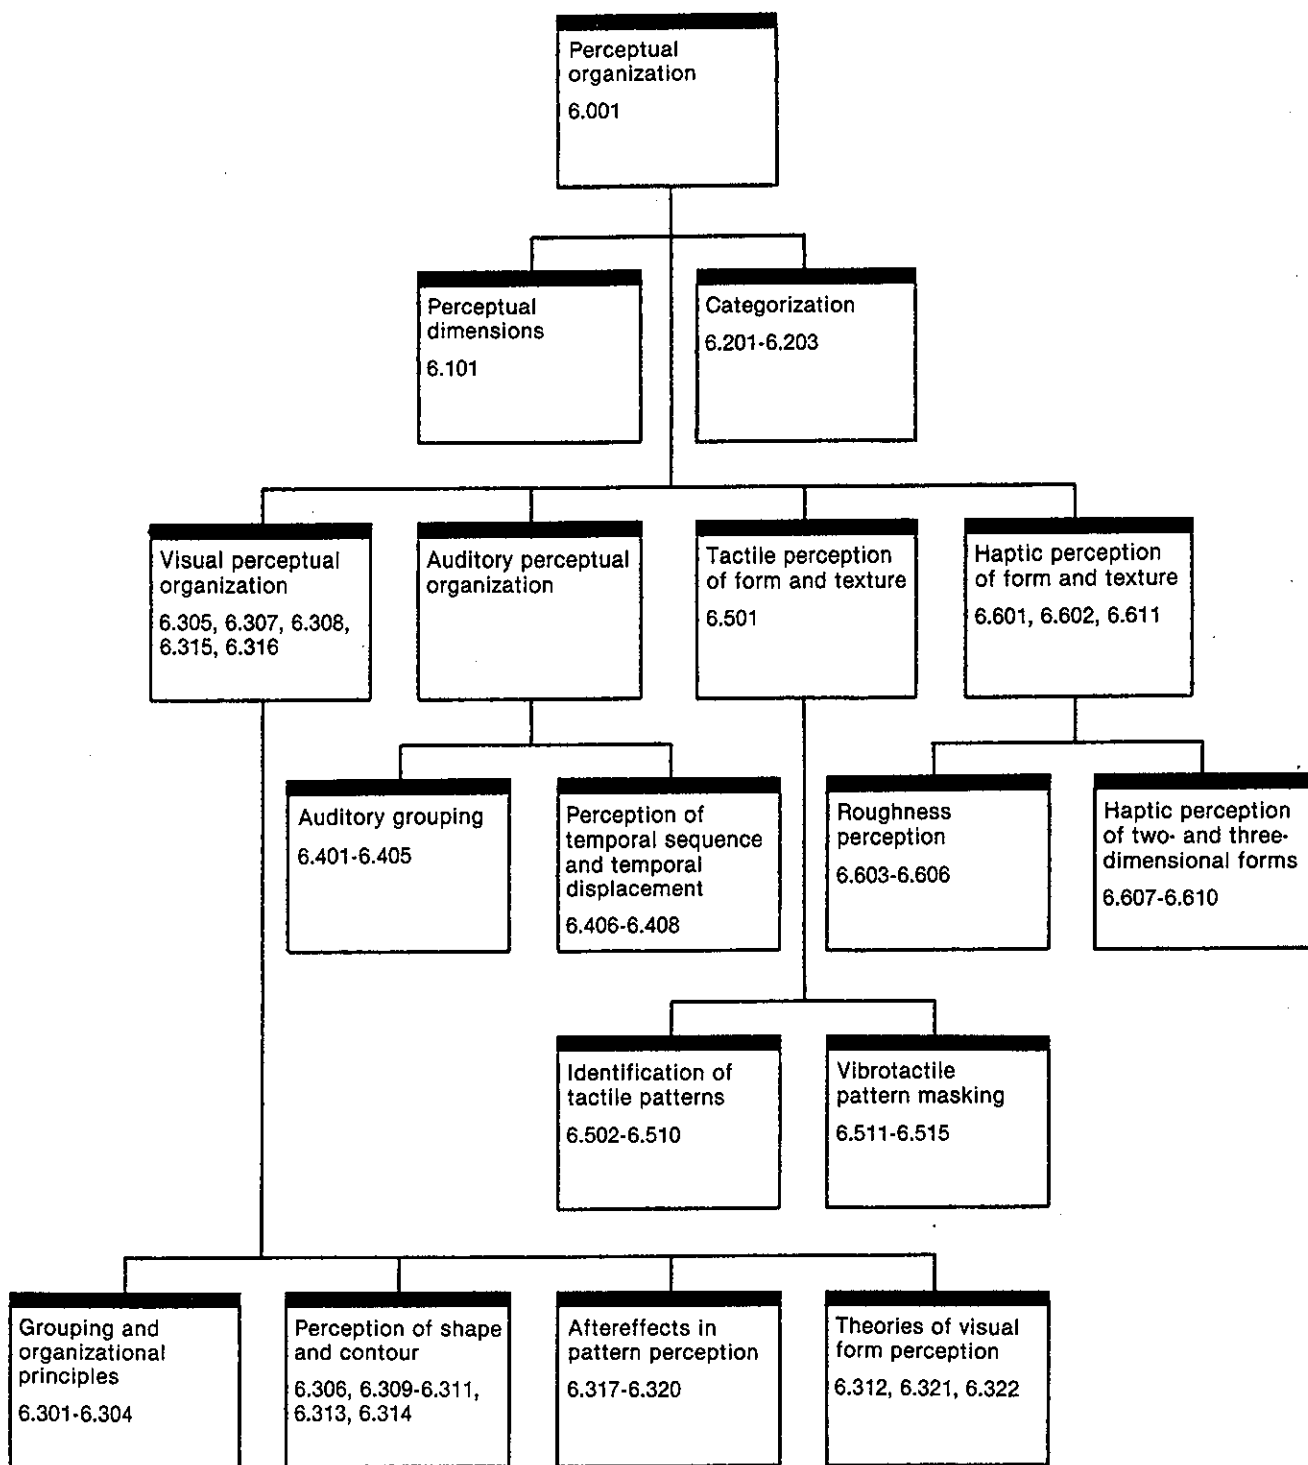 Perceptual
organization
6.001
Perceptual
dimensions
6.101
Categorization
6.201-6.203
Visual perceptual
organization
6.305, 6.307, 6.308,
6.315, 6.316
Auditory perceptual
organization
Tactile perception
of form and texture
6.501
Haptic perception
of form and texture
6.601, 6.602, 6.611
Auditory grouping
6.401-6.405
Perception of
temporal sequence
and temporal
displacement
6.406-6.408
Roughness
perception
6.603-6.606
Haptic perception
of two- and three-
dimensional forms
6.607-6.610
Identification of
tactile patterns
6.502-6.510
Vibrotactile
pattern masking
6.511-6.515
Grouping and
organizational
principles
6.301-6.304
Perception of shape
and contour
6.306, 6.309-6.311,
6.313, 6.314
Aftereffects in
pattern perception
6.317-6.320
Theories of visual
form perception
6.312, 6.321, 6.322